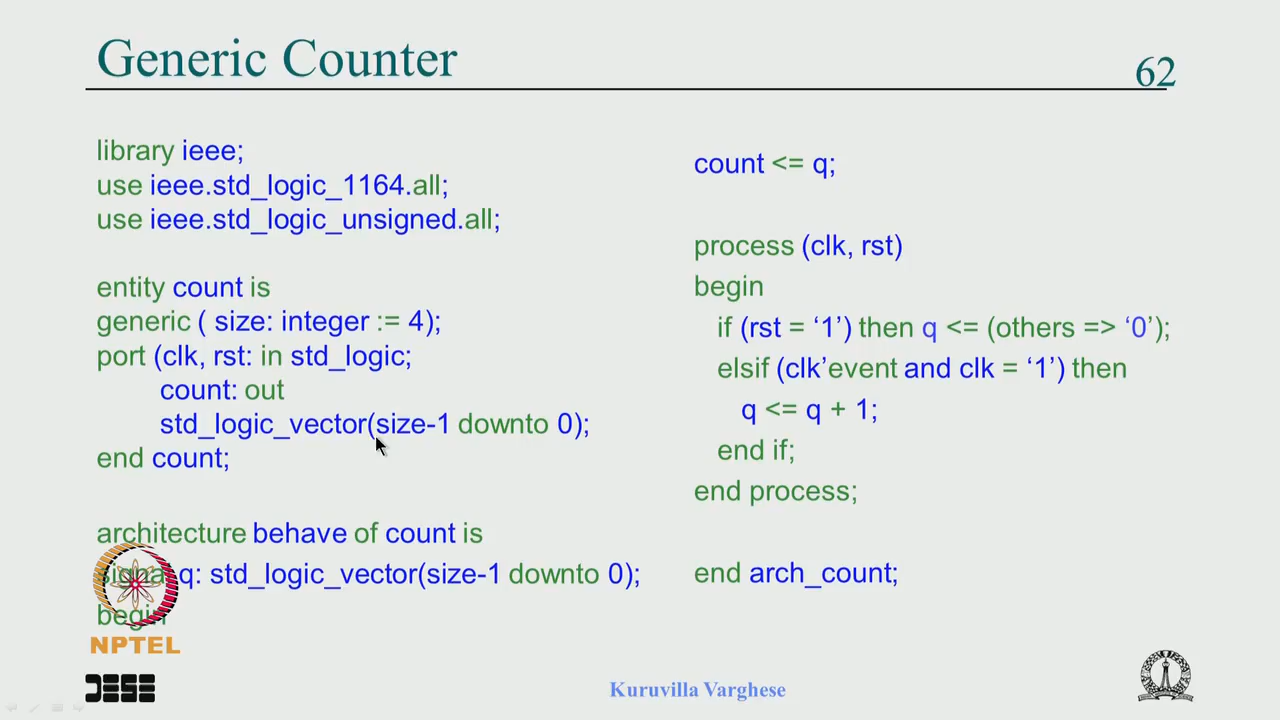 Generic Counter
62
library ieee;
use ieee.std_logic_1164.all;
use ieee.std_logic_unsigned.all;
entity count is
generic ( size: integer := 4);
port (clk, rst: in std_logic;
count: out
std_logic_vector(size-1 downto 0);
end count;
architecture behave of count is
signal q: std_logic_vector(size-1 downto 0);
begin
count <= q;
process (clk, rst)
begin
if (rst = ‘1’) then q <= (others => ‘0’);
elsif (clk’event and clk = ‘1’) then
q <= q + 1;
end if;
end process;
end arch_count;
NPTEL
Kuruvilla Varghese